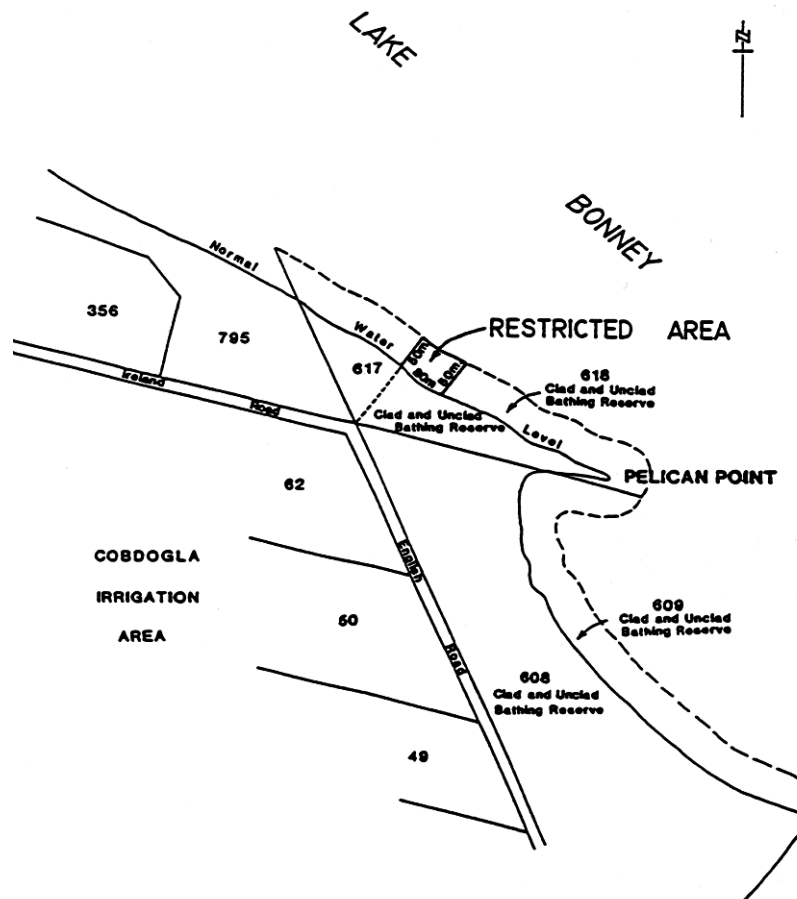 LAKE
N
BONNEY
Normal
Water
Level
RESTRICTED AREA
356
795
617
50m
50m
618
Clad and Unclad
Bathing Reserve
Clad and Unclad
Bathing Reserve
Ireland
Road
PELICAN POINT
62
COBDOGLA
IRRIGATION
AREA
English
Road
50
609
Clad and Unclad
Bathing Reserve
608
Clad and Unclad
Bathing Reserve
49